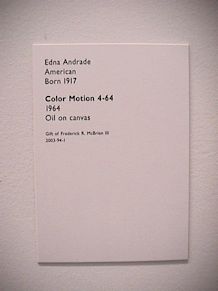 Edna Andrade
American
Born 1917
Color Motion 4-64
1964
Oil on canvas
Gift of Frederick R. McBrien III
2003-94-1